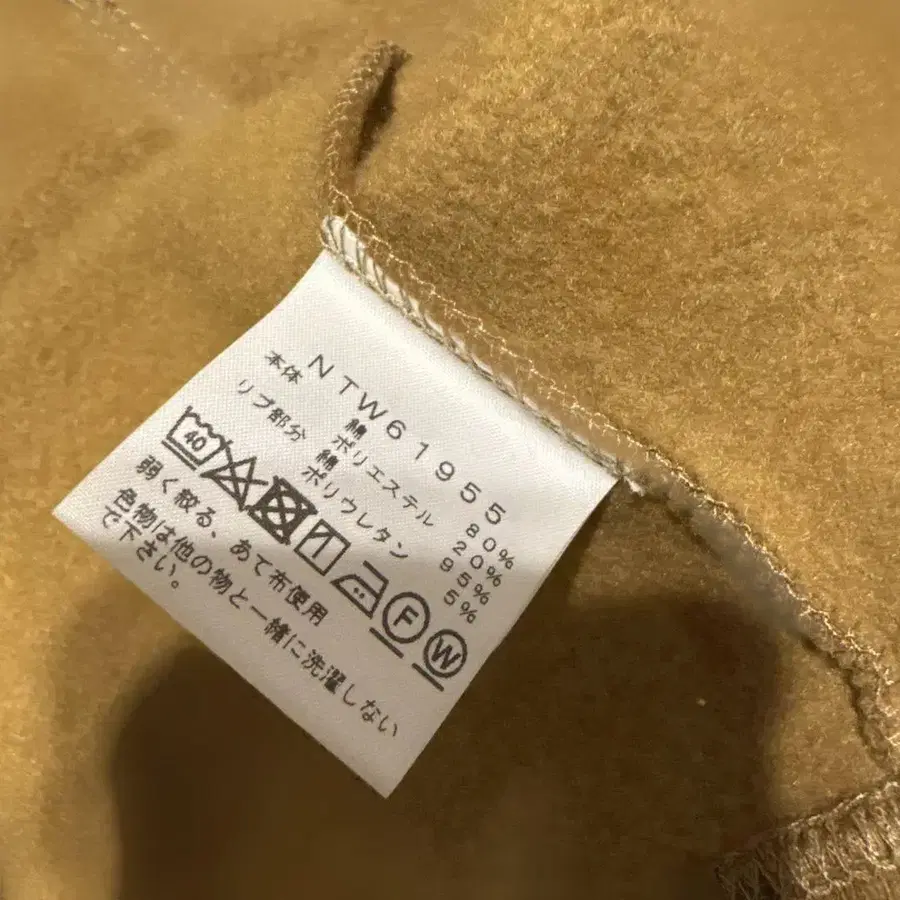 NTW61955
本体 綿 80%
ポリエステル 20%
リブ部分 綿 95%
ポリウレタン 5%
40 F W
弱く絞る、あて布使用
色物は他の物と一緒に洗濯しない
で下さい。